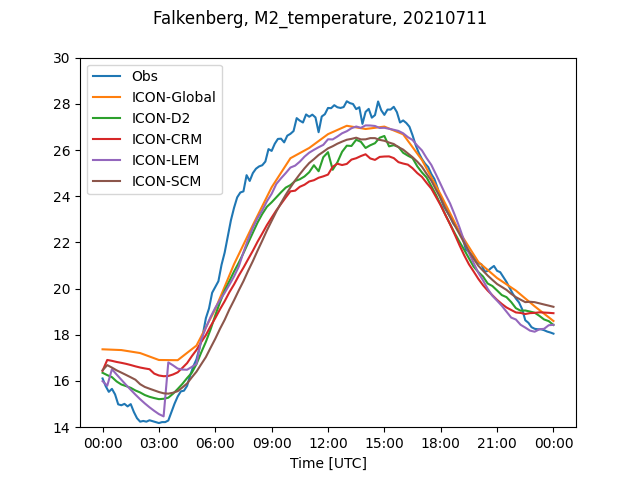 Falkenberg, M2_temperature, 20210711
30
28
26
24
22
20
18
16
14
Obs
ICON-Global
ICON-D2
ICON-CRM
ICON-LEM
ICON-SCM
00:00 03:00 06:00 09:00 12:00 15:00 18:00 21:00 00:00
Time [UTC]